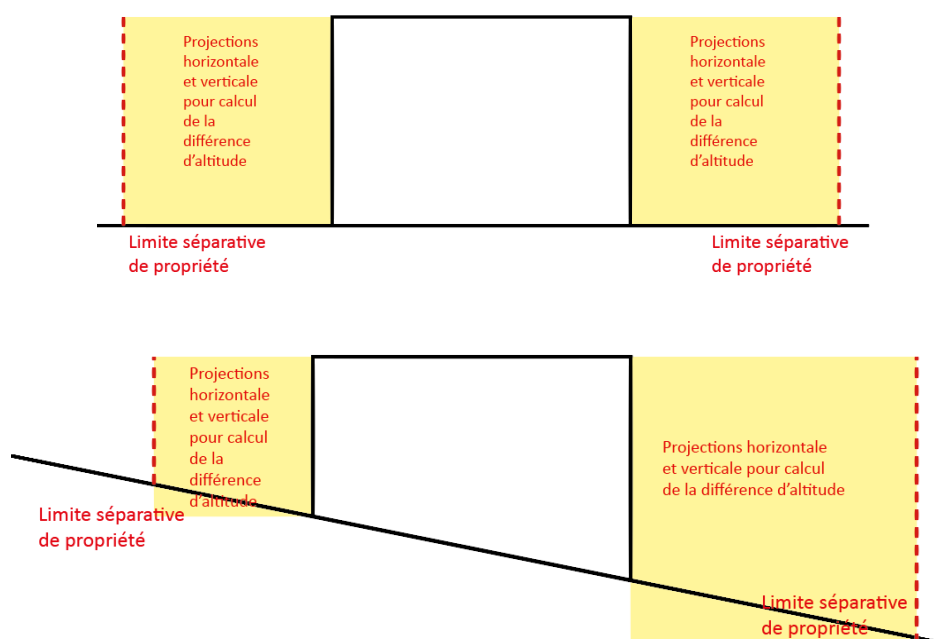 Projections
horizontale
et verticale
pour calcul
de la
différence
d'altitude
Projections
horizontale
et verticale
pour calcul
de la
différence
d'altitude
Limite séparative
de propriété
Limite séparative
de propriété
Projections
horizontale
et verticale
pour calcul
de la
différence
d'altitude
Projections horizontale
et verticale pour calcul
de la différence d'altitude
Limite séparative
de propriété
Limite séparative
de propriété